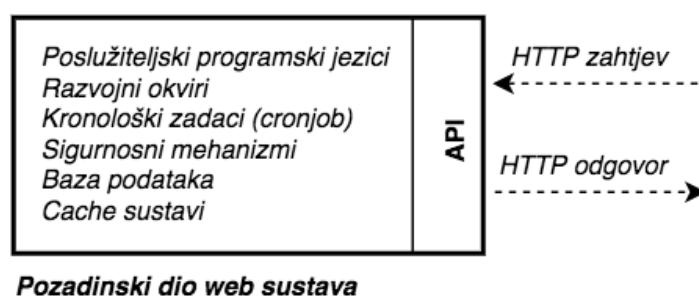 Poslužiteljski programski jezici
Razvojni okviri
Kronološki zadaci (cronjob)
Sigurnosni mehanizmi
Baza podataka
Cache sustavi
API
HTTP zahtjev
HTTP odgovor
Pozadinski dio web sustava